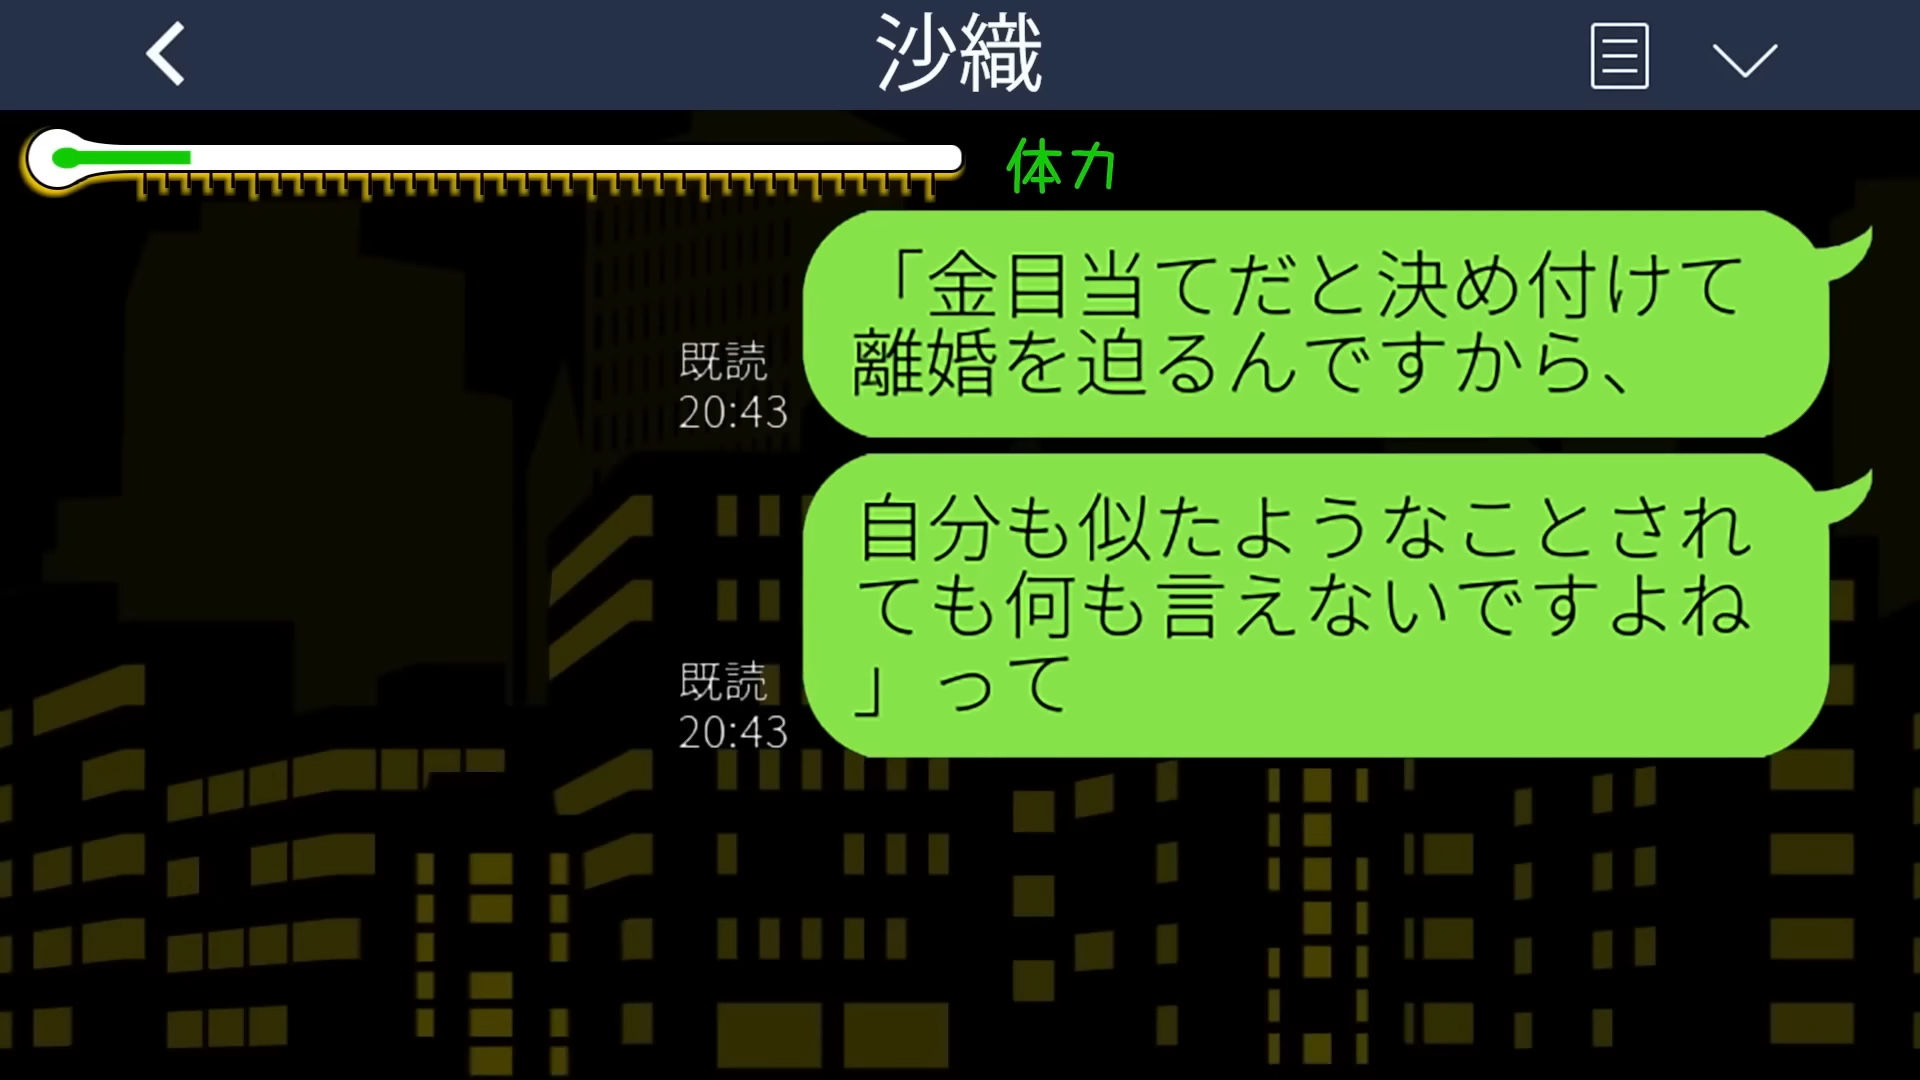 沙織
体力
「金目当てだと決め付けて
離婚を迫るんですから、
既読
20:43
自分も似たようなことされ
ても何も言えないですよね
」って
既読
20:43